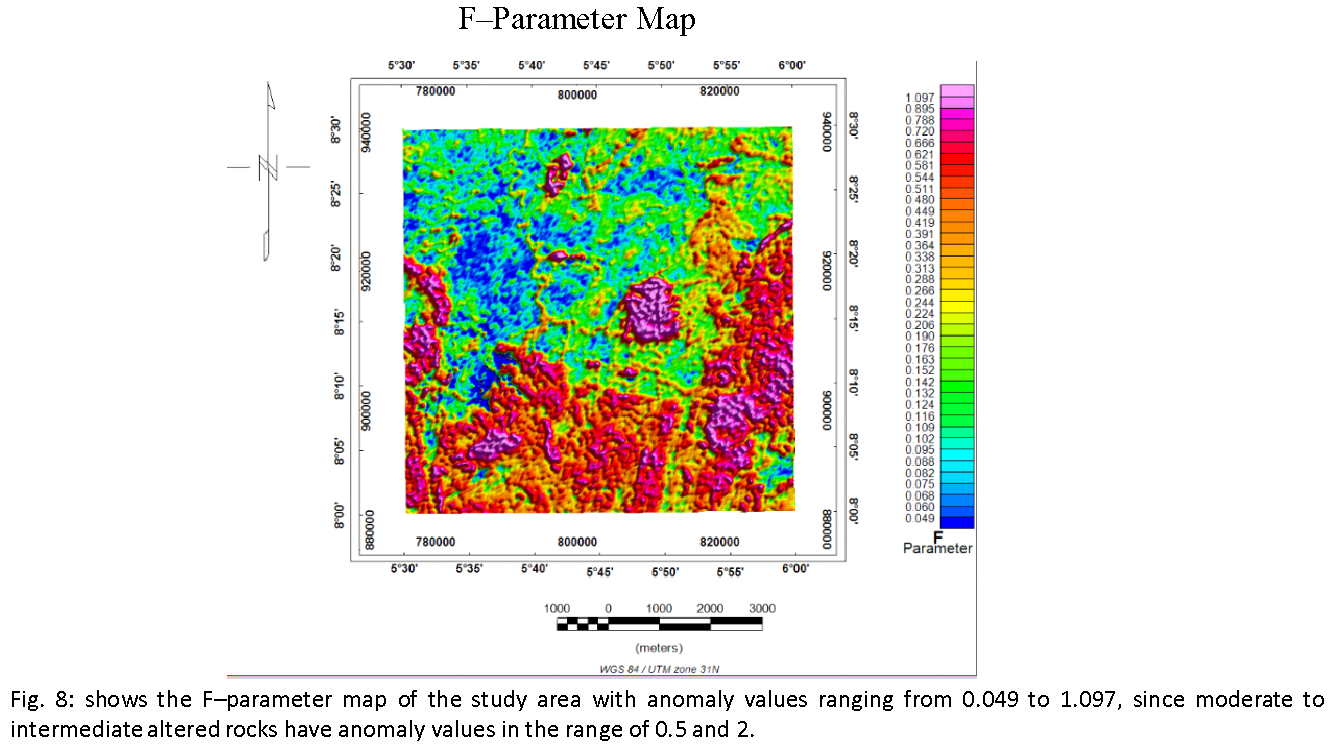 F–Parameter Map
5°30' 5°35' 5°40' 5°45' 5°50' 5°55' 6°00'
780000 800000 820000
8°30' 8°25' 8°20' 8°15' 8°10' 8°05' 8°00'
940000 920000 900000 880000
N
940000 920000 900000 880000
8°30' 8°25' 8°20' 8°15' 8°10' 8°05' 8°00'
780000 800000 820000
5°30' 5°35' 5°40' 5°45' 5°50' 5°55' 6°00'
1.097
0.895
0.788
0.720
0.666
0.621
0.581
0.544
0.511
0.480
0.449
0.419
0.391
0.364
0.338
0.313
0.288
0.266
0.244
0.224
0.206
0.190
0.176
0.163
0.152
0.142
0.132
0.124
0.116
0.109
0.102
0.095
0.088
0.082
0.075
0.068
0.060
0.049
F
Parameter
1000 0 1000 2000 3000
(meters)
WGS 84 / UTM zone 31N
Fig. 8: shows the F–parameter map of the study area with anomaly values ranging from 0.049 to 1.097, since moderate to
intermediate altered rocks have anomaly values in the range of 0.5 and 2.